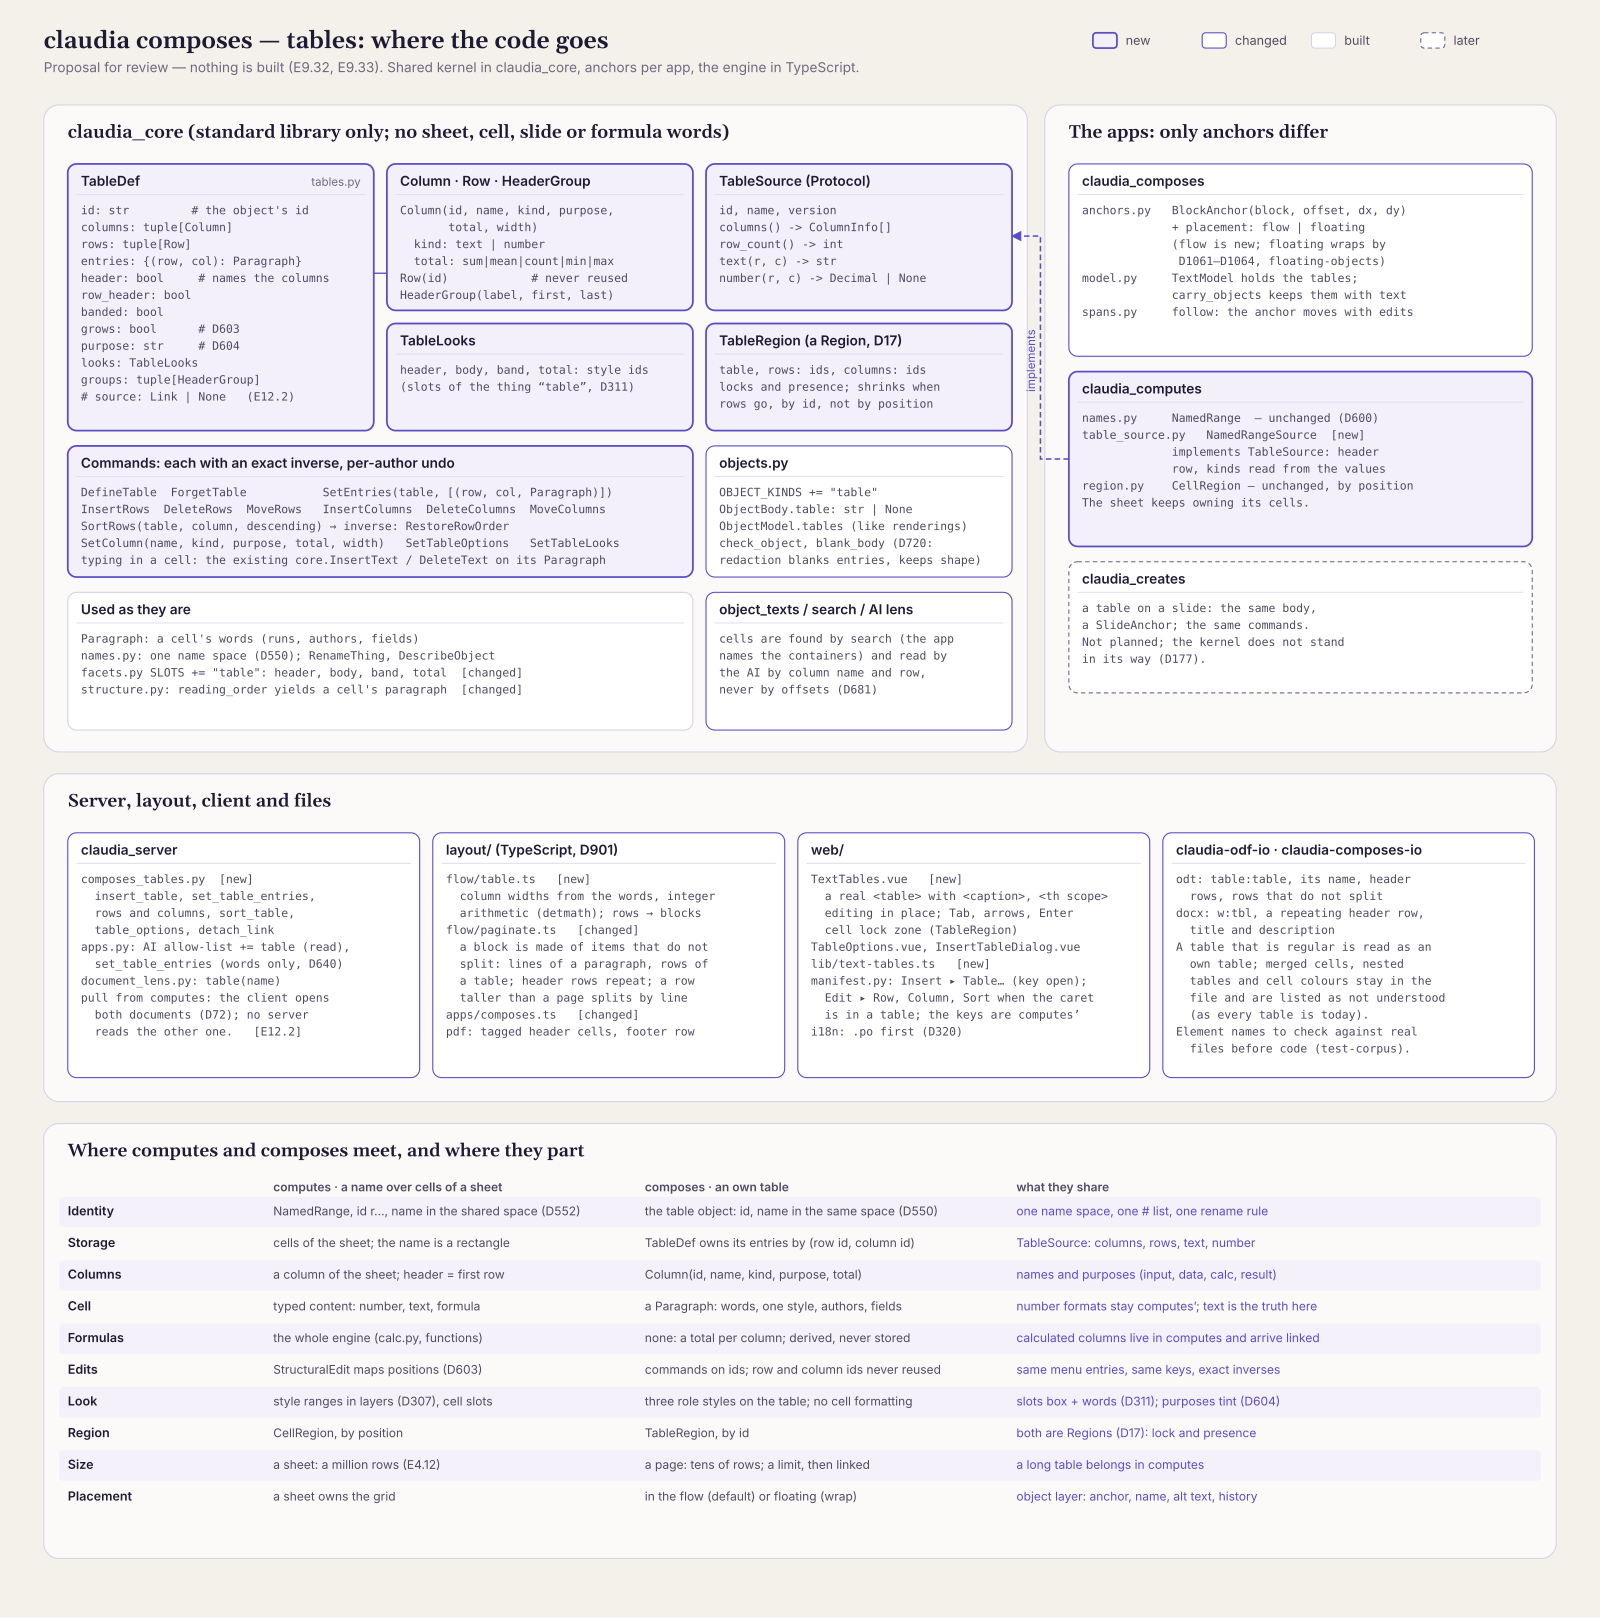 claudia composes — tables: where the code goes
new
changed
built
later
Proposal for review — nothing is built (E9.32, E9.33). Shared kernel in claudia_core, anchors per app, the engine in TypeScript.
claudia_core (standard library only; no sheet, cell, slide or formula words)
TableDef
tables.py
id: str # the object's id
columns: tuple[Column]
rows: tuple[Row]
entries: {(row, col): Paragraph}
header: bool # names the columns
row_header: bool
banded: bool
grows: bool # D603
purpose: str # D604
looks: TableLooks
groups: tuple[HeaderGroup]
# source: Link | None (E12.2)
Column · Row · HeaderGroup
Column(id, name, kind, purpose,
total, width)
kind: text | number
total: sum|mean|count|min|max
Row(id) # never reused
HeaderGroup(label, first, last)
TableSource (Protocol)
id, name, version
columns() -> ColumnInfo[]
row_count() -> int
text(r, c) -> str
number(r, c) -> Decimal | None
TableLooks
header, body, band, total: style ids
(slots of the thing “table”, D311)
TableRegion (a Region, D17)
table, rows: ids, columns: ids
locks and presence; shrinks when
rows go, by id, not by position
implements
Commands: each with an exact inverse, per-author undo
DefineTable ForgetTable SetEntries(table, [(row, col, Paragraph)])
InsertRows DeleteRows MoveRows InsertColumns DeleteColumns MoveColumns
SortRows(table, column, descending) → inverse: RestoreRowOrder
SetColumn(name, kind, purpose, total, width) SetTableOptions SetTableLooks
typing in a cell: the existing core.InsertText / DeleteText on its Paragraph
objects.py
OBJECT_KINDS += "table"
ObjectBody.table: str | None
ObjectModel.tables (like renderings)
check_object, blank_body (D720:
redaction blanks entries, keeps shape)
Used as they are
Paragraph: a cell's words (runs, authors, fields)
names.py: one name space (D550); RenameThing, DescribeObject
facets.py SLOTS += "table": header, body, band, total [changed]
structure.py: reading_order yields a cell's paragraph [changed]
object_texts / search / AI lens
cells are found by search (the app
names the containers) and read by
the AI by column name and row,
never by offsets (D681)
The apps: only anchors differ
claudia_composes
anchors.py BlockAnchor(block, offset, dx, dy)
+ placement: flow | floating
(flow is new; floating wraps by
D1061–D1064, floating-objects)
model.py TextModel holds the tables;
carry_objects keeps them with text
spans.py follow: the anchor moves with edits
claudia_computes
names.py NamedRange — unchanged (D600)
table_source.py NamedRangeSource [new]
implements TableSource: header
row, kinds read from the values
region.py CellRegion — unchanged, by position
The sheet keeps owning its cells.
claudia_creates
a table on a slide: the same body,
a SlideAnchor; the same commands.
Not planned; the kernel does not stand
in its way (D177).
Server, layout, client and files
claudia_server
composes_tables.py [new]
insert_table, set_table_entries,
rows and columns, sort_table,
table_options, detach_link
apps.py: AI allow-list += table (read),
set_table_entries (words only, D640)
document_lens.py: table(name)
pull from computes: the client opens
both documents (D72); no server
reads the other one. [E12.2]
layout/ (TypeScript, D901)
flow/table.ts [new]
column widths from the words, integer
arithmetic (detmath); rows → blocks
flow/paginate.ts [changed]
a block is made of items that do not
split: lines of a paragraph, rows of
a table; header rows repeat; a row
taller than a page splits by line
apps/composes.ts [changed]
pdf: tagged header cells, footer row
web/
TextTables.vue [new]
a real <table> with <caption>, <th scope>
editing in place; Tab, arrows, Enter
cell lock zone (TableRegion)
TableOptions.vue, InsertTableDialog.vue
lib/text-tables.ts [new]
manifest.py: Insert ▸ Table… (key open);
Edit ▸ Row, Column, Sort when the caret
is in a table; the keys are computes’
i18n: .po first (D320)
claudia-odf-io · claudia-composes-io
odt: table:table, its name, header
rows, rows that do not split
docx: w:tbl, a repeating header row,
title and description
A table that is regular is read as an
own table; merged cells, nested
tables and cell colours stay in the
file and are listed as not understood
(as every table is today).
Element names to check against real
files before code (test-corpus).
Where computes and composes meet, and where they part
computes · a name over cells of a sheet
composes · an own table
what they share
Identity
NamedRange, id r…, name in the shared space (D552)
the table object: id, name in the same space (D550)
one name space, one # list, one rename rule
Storage
cells of the sheet; the name is a rectangle
TableDef owns its entries by (row id, column id)
TableSource: columns, rows, text, number
Columns
a column of the sheet; header = first row
Column(id, name, kind, purpose, total)
names and purposes (input, data, calc, result)
Cell
typed content: number, text, formula
a Paragraph: words, one style, authors, fields
number formats stay computes’; text is the truth here
Formulas
the whole engine (calc.py, functions)
none: a total per column; derived, never stored
calculated columns live in computes and arrive linked
Edits
StructuralEdit maps positions (D603)
commands on ids; row and column ids never reused
same menu entries, same keys, exact inverses
Look
style ranges in layers (D307), cell slots
three role styles on the table; no cell formatting
slots box + words (D311); purposes tint (D604)
Region
CellRegion, by position
TableRegion, by id
both are Regions (D17): lock and presence
Size
a sheet: a million rows (E4.12)
a page: tens of rows; a limit, then linked
a long table belongs in computes
Placement
a sheet owns the grid
in the flow (default) or floating (wrap)
object layer: anchor, name, alt text, history